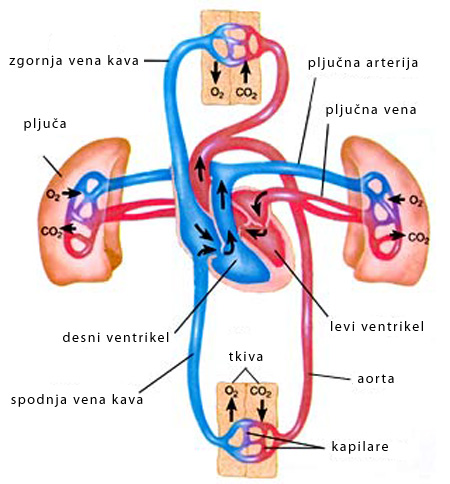 zgornja vena kava
O₂
CO₂
pljučna arterija
pljučna vena
pljuča
O₂
CO₂
O₂
CO₂
desni ventrikel
levi ventrikel
tkiva
spodnja vena kava
aorta
O₂
CO₂
kapilare